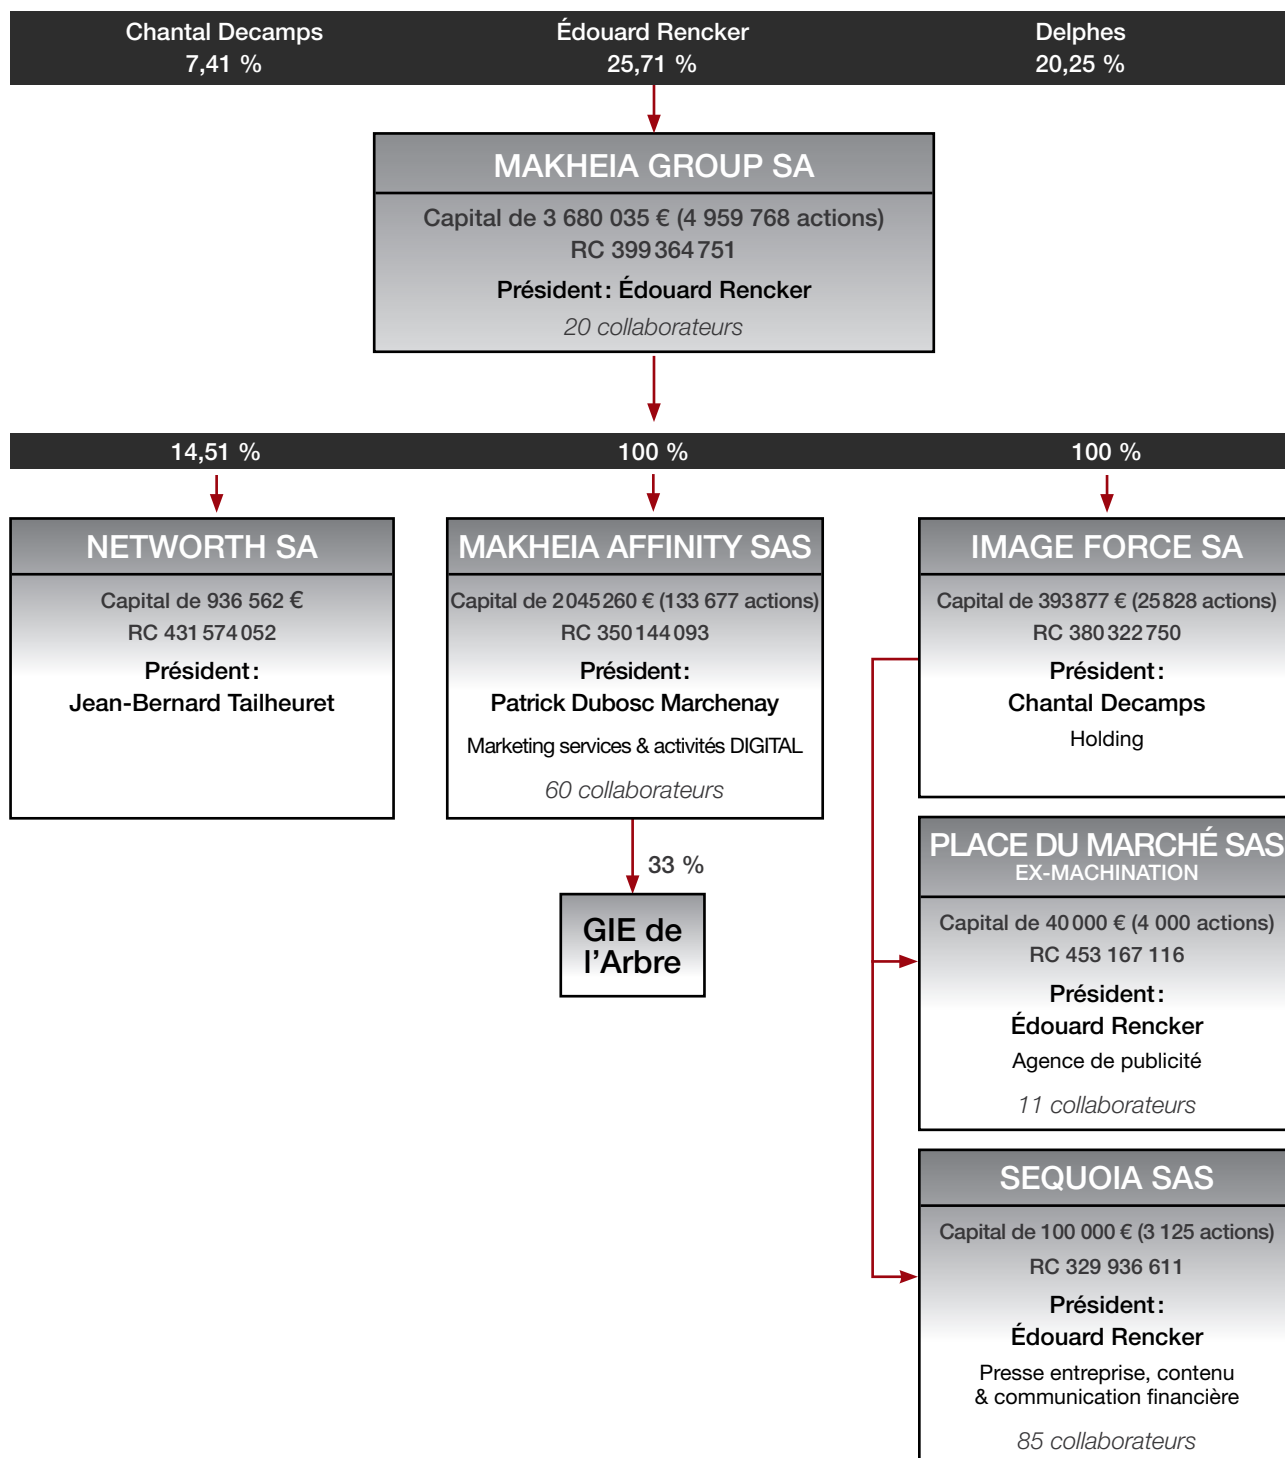 Chantal Decamps
7,41 %
Édouard Rencker
25,71 %
Delphes
20,25 %
MAKHEIA GROUP SA
Capital de 3 680 035 € (4 959 768 actions)
RC 399 364 751
Président : Édouard Rencker
20 collaborateurs
14,51 %
100 %
100 %
NETWORTH SA
Capital de 936 562 €
RC 431 574 052
Président :
Jean-Bernard Tailheuret
MAKHEIA AFFINITY SAS
Capital de 2 045 260 € (133 677 actions)
RC 350 144 093
Président :
Patrick Dubosc Marchenay
Marketing services & activités DIGITAL
60 collaborateurs
33 %
GIE de
l’Arbre
IMAGE FORCE SA
Capital de 393 877 € (25 828 actions)
RC 380 322 750
Président :
Chantal Decamps
Holding
PLACE DU MARCHÉ SAS
EX-MACHINATION
Capital de 40 000 € (4 000 actions)
RC 453 167 116
Président :
Édouard Rencker
Agence de publicité
11 collaborateurs
SEQUOIA SAS
Capital de 100 000 € (3 125 actions)
RC 329 936 611
Président :
Édouard Rencker
Presse entreprise, contenu
& communication financière
85 collaborateurs